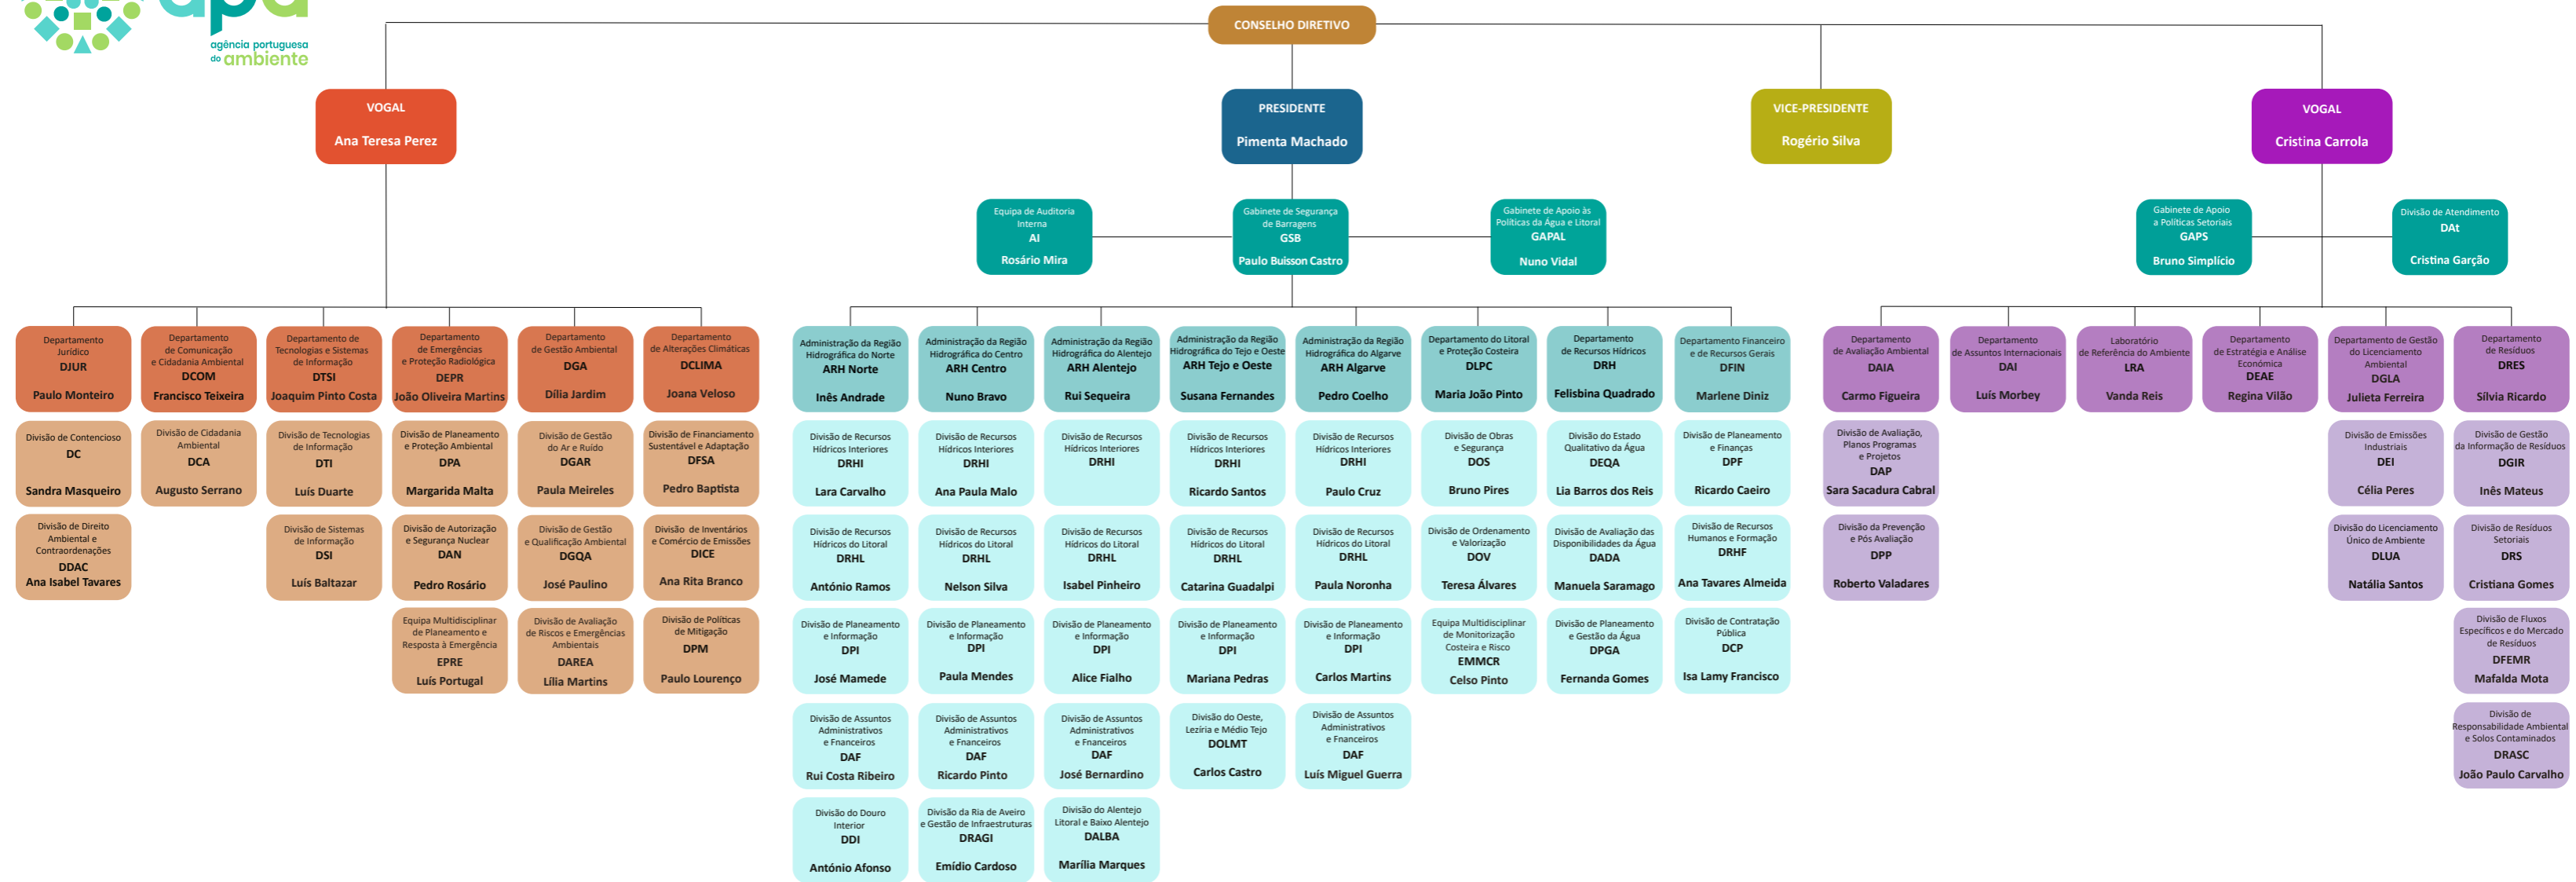 apa
agência portuguesa
do ambiente
CONSELHO DIRETIVO
VOGAL
Ana Teresa Perez
PRESIDENTE
Pimenta Machado
VICE-PRESIDENTE
Rogério Silva
VOGAL
Cristina Carrola
Equipa de Auditoria
Interna
AI
Rosário Mira
Gabinete de Segurança
de Barragens
GSB
Paulo Buisson Castro
Gabinete de Apoio às
Políticas da Água e Litoral
GAPAL
Nuno Vidal
Gabinete de Apoio
a Políticas Setoriais
GAPS
Bruno Simplício
Divisão de Atendimento
DAt
Cristina Garção
Departamento
Jurídico
DJUR
Paulo Monteiro
Divisão de Contencioso
DC
Sandra Masqueiro
Divisão de Direito
Ambiental e
Contraordenações
DDAC
Ana Isabel Tavares
Departamento
de Comunicação
e Cidadania Ambiental
DCOM
Francisco Teixeira
Divisão de Cidadania
Ambiental
DCA
Augusto Serrano
Departamento de
Tecnologias e Sistemas
de Informação
DTSI
Joaquim Pinto Costa
Divisão de Tecnologias
de Informação
DTI
Luís Duarte
Divisão de Sistemas
de Informação
DSI
Luís Baltazar
Departamento
de Emergências
e Proteção Radiológica
DEPR
João Oliveira Martins
Divisão de Planeamento
e Proteção Ambiental
DPA
Margarida Malta
Divisão de Autorização
e Segurança Nuclear
DAN
Pedro Rosário
Equipa Multidisciplinar
de Planeamento e
Resposta à Emergência
EPRE
Luís Portugal
Departamento
de Gestão Ambiental
DGA
Dília Jardim
Divisão de Gestão
do Ar e Ruído
DGAR
Paula Meireles
Divisão de Gestão
e Qualificação Ambiental
DGQA
José Paulino
Divisão de Avaliação
de Riscos e Emergências
Ambientais
DAREA
Lília Martins
Departamento
de Alterações Climáticas
DCLIMA
Joana Veloso
Divisão de Financiamento
Sustentável e Adaptação
DFSA
Pedro Baptista
Divisão de Inventários
e Comércio de Emissões
DICE
Ana Rita Branco
Divisão de Políticas
de Mitigação
DPM
Paulo Lourenço
Administração da Região
Hidrográfica do Norte
ARH Norte
Inês Andrade
Divisão de Recursos
Hídricos Interiores
DRHI
Lara Carvalho
Divisão de Recursos
Hídricos do Litoral
DRHL
António Ramos
Divisão de Planeamento
e Informação
DPI
José Mamede
Divisão de Assuntos
Administrativos
e Fnanceiros
DAF
Rui Costa Ribeiro
Divisão do Douro
Interior
DDI
António Afonso
Administração da Região
Hidrográfica do Centro
ARH Centro
Nuno Bravo
Divisão de Recursos
Hídricos Interiores
DRHI
Ana Paula Malo
Divisão de Recursos
Hídricos do Litoral
DRHL
Nelson Silva
Divisão de Planeamento
e Informação
DPI
Paula Mendes
Divisão de Assuntos
Administrativos
e Fnanceiros
DAF
Ricardo Pinto
Divisão da Ria de Aveiro
e Gestão de Infraestruturas
DRAGI
Emídio Cardoso
Administração da Região
Hidrográfica do Alentejo
ARH Alentejo
Rui Sequeira
Divisão de Recursos
Hídricos Interiores
DRHI
Divisão de Recursos
Hídricos do Litoral
DRHL
Isabel Pinheiro
Divisão de Planeamento
e Informação
DPI
Alice Fialho
Divisão de Assuntos
Administrativos
e Fnanceiros
DAF
José Bernardino
Divisão do Alentejo
Litoral e Baixo Alentejo
DALBA
Marília Marques
Administração da Região
Hidrográfica do Tejo e Oeste
ARH Tejo e Oeste
Susana Fernandes
Divisão de Recursos
Hídricos Interiores
DRHI
Ricardo Santos
Divisão de Recursos
Hídricos do Litoral
DRHL
Catarina Guadalpi
Divisão de Planeamento
e Informação
DPI
Mariana Pedras
Divisão do Oeste,
Lezíria e Médio Tejo
DOLMT
Carlos Castro
Administração da Região
Hidrográfica do Algarve
ARH Algarve
Pedro Coelho
Divisão de Recursos
Hídricos Interiores
DRHI
Paulo Cruz
Divisão de Recursos
Hídricos do Litoral
DRHL
Paula Noronha
Divisão de Planeamento
e Informação
DPI
Carlos Martins
Divisão de Assuntos
Administrativos
e Fnanceiros
DAF
Luís Miguel Guerra
Departamento do Litoral
e Proteção Costeira
DLPC
Maria João Pinto
Divisão de Obras
e Segurança
DOS
Bruno Pires
Divisão de Ordenamento
e Valorização
DOV
Teresa Álvares
Equipa Multidisciplinar
de Monitorização
Costeira e Risco
EMMCR
Celso Pinto
Departamento
de Recursos Hídricos
DRH
Felisbina Quadrado
Divisão do Estado
Qualitativo da Água
DEQA
Lia Barros dos Reis
Divisão de Avaliação das
Disponibilidades da Água
DADA
Manuela Saramago
Divisão de Planeamento
e Gestão da Água
DPGA
Fernanda Gomes
Departamento Financeiro
e de Recursos Gerais
DFIN
Marlene Diniz
Divisão de Planeamento
e Finanças
DPF
Ricardo Caeiro
Divisão de Recursos
Humanos e Formação
DRHF
Ana Tavares Almeida
Divisão de Contratação
Pública
DCP
Isa Lamy Francisco
Departamento
de Avaliação Ambiental
DAIA
Carmo Figueira
Divisão de Avaliação,
Planos Programas
e Projetos
DAP
Sara Sacadura Cabral
Divisão da Prevenção
e Pós Avaliação
DPP
Roberto Valadares
Departamento
de Assuntos Internacionais
DAI
Luís Morbey
Laboratório
de Referência do Ambiente
LRA
Vanda Reis
Departamento
de Estratégia e Análise
Económica
DEAE
Regina Vilão
Departamento de Gestão
do Licenciamento
Ambiental
DGLA
Julieta Ferreira
Divisão de Emissões
Industriais
DEI
Célia Peres
Divisão do Licenciamento
Único de Ambiente
DLUA
Natália Santos
Departamento
de Resíduos
DRES
Sílvia Ricardo
Divisão de Gestão
da Informação de Resíduos
DGIR
Inês Mateus
Divisão de Resíduos
Setoriais
DRS
Cristiana Gomes
Divisão de Fluxos
Específicos e do Mercado
de Resíduos
DFEMR
Mafalda Mota
Divisão de
Responsabilidade Ambiental
e Solos Contaminados
DRASC
João Paulo Carvalho